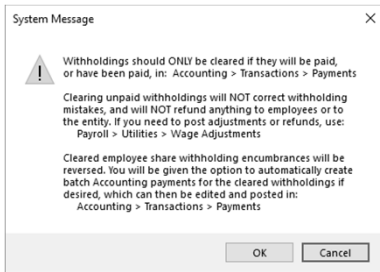 System Message
Withholdings should ONLY be cleared if they will be paid,
or have been paid, in: Accounting > Transactions > Payments
Clearing unpaid withholdings will NOT correct withholding
mistakes, and will NOT refund anything to employees or to
the entity. If you need to post adjustments or refunds, use:
Payroll > Utilities > Wage Adjustments
Cleared employee share withholding encumbrances will be
reversed. You will be given the option to automatically create
batch Accounting payments for the cleared withholdings if
desired, which can then be edited and posted in:
Accounting > Transactions > Payments
OK
Cancel